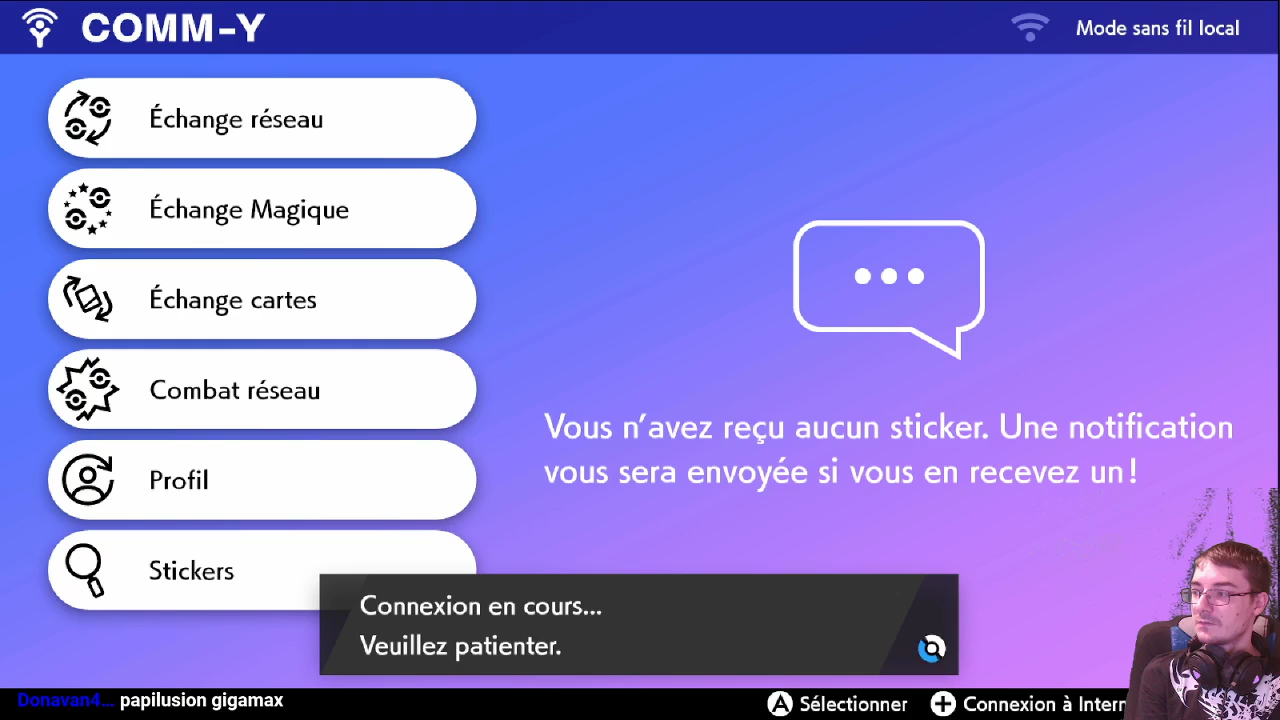 COMM-Y
Mode sans fil local
Échange réseau
Échange Magique
Échange cartes
Combat réseau
Profil
Stickers
Vous n'avez reçu aucun sticker. Une notification
vous sera envoyée si vous en recevez un !
Connexion en cours...
Veuillez patienter.
Donavan4... papilusion gigamax
A Sélectionner
+ Connexion à Intern